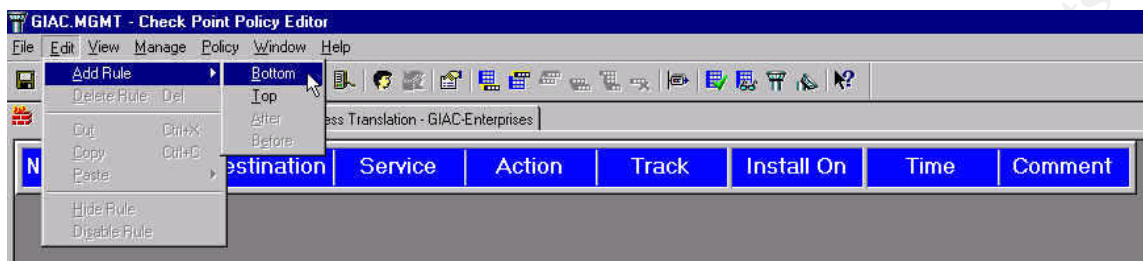 GIAC.MGMT - Check Point Policy Editor
File Edit View Manage Policy Window Help
Add Rule Bottom
Delete Rule Del Top
ess Translation - GIAC-Enterprises
After
Cut Ctrl+X
Before
Copy Ctrl+C
N estination Service Action Track Install On Time Comment
Paste
Hide Rule
Disable Rule